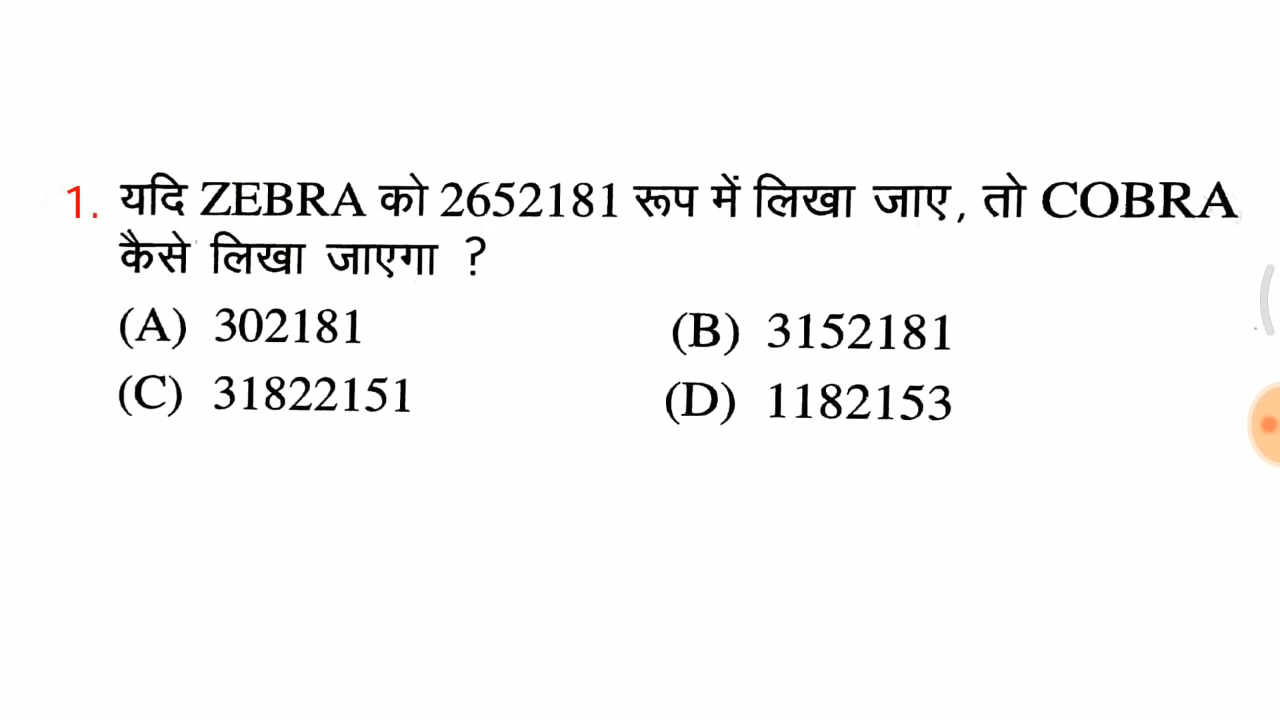 1. यदि ZEBRA को 2652181 रूप में लिखा जाए, तो COBRA
कैसे लिखा जाएगा ?
(A) 302181 (B) 3152181
(C) 31822151 (D) 1182153